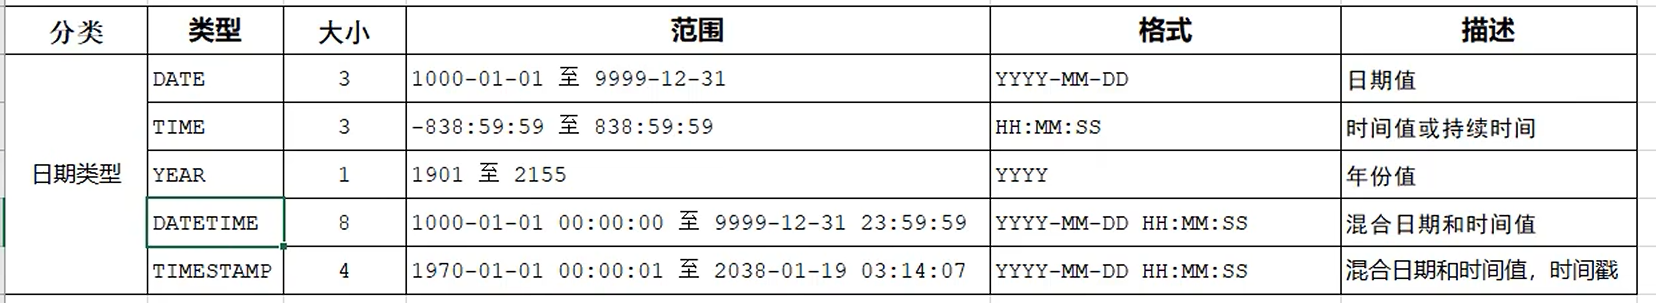 分类 类型 大小 范围 格式 描述
DATE 3 1000-01-01 至 9999-12-31 YYYY-MM-DD 日期值
TIME 3 -838:59:59 至 838:59:59 HH:MM:SS 时间值或持续时间
日期类型 YEAR 1 1901 至 2155 YYYY 年份值
DATETIME 8 1000-01-01 00:00:00 至 9999-12-31 23:59:59 YYYY-MM-DD HH:MM:SS 混合日期和时间值
TIMESTAMP 4 1970-01-01 00:00:01 至 2038-01-19 03:14:07 YYYY-MM-DD HH:MM:SS 混合日期和时间值，时间戳